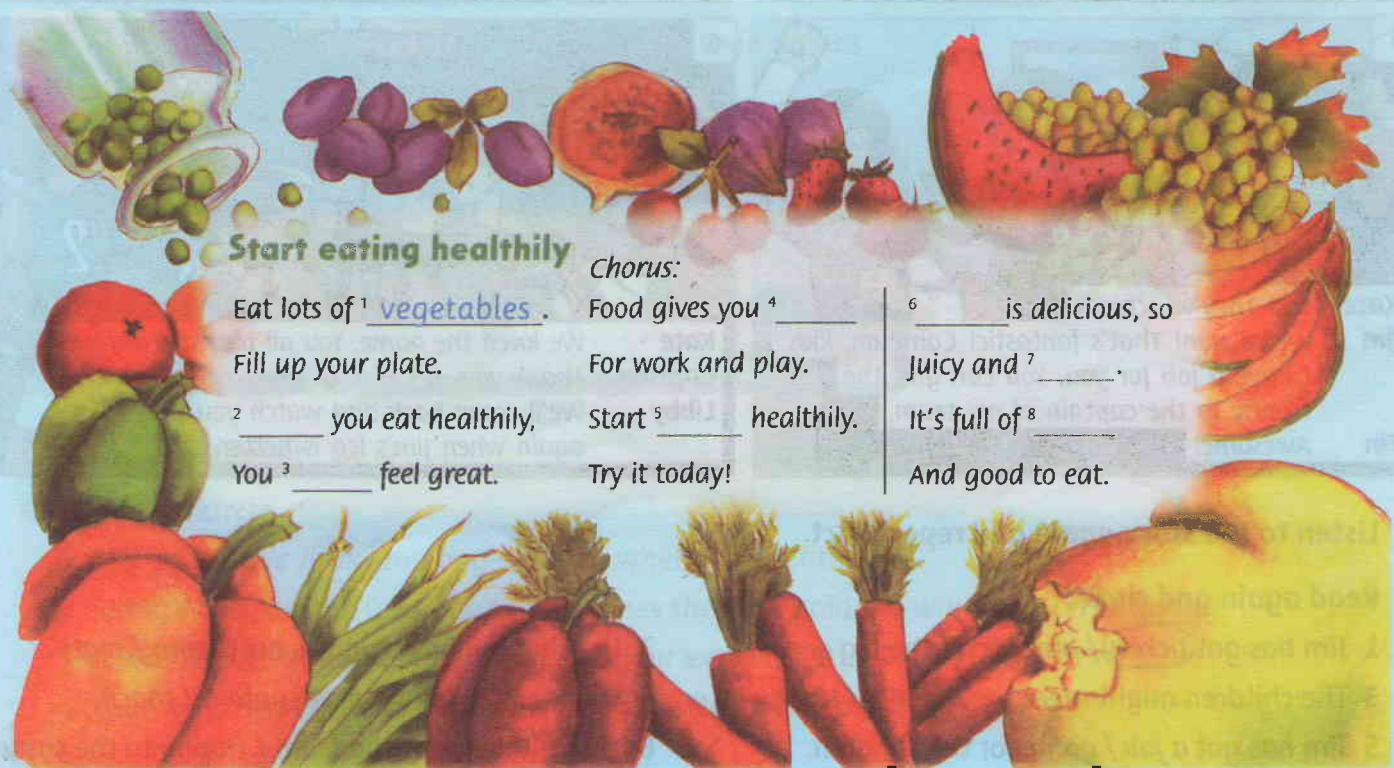 Start eating healthily
Eat lots of ¹ vegetables .
Fill up your plate.
² ______ you eat healthily,
You ³ ______ feel great.
Chorus:
Food gives you ⁴ ______
For work and play.
Start ⁵ ______ healthily.
Try it today!
⁶ ______ is delicious, so
Juicy and ⁷ ______.
It's full of ⁸ ______
And good to eat.